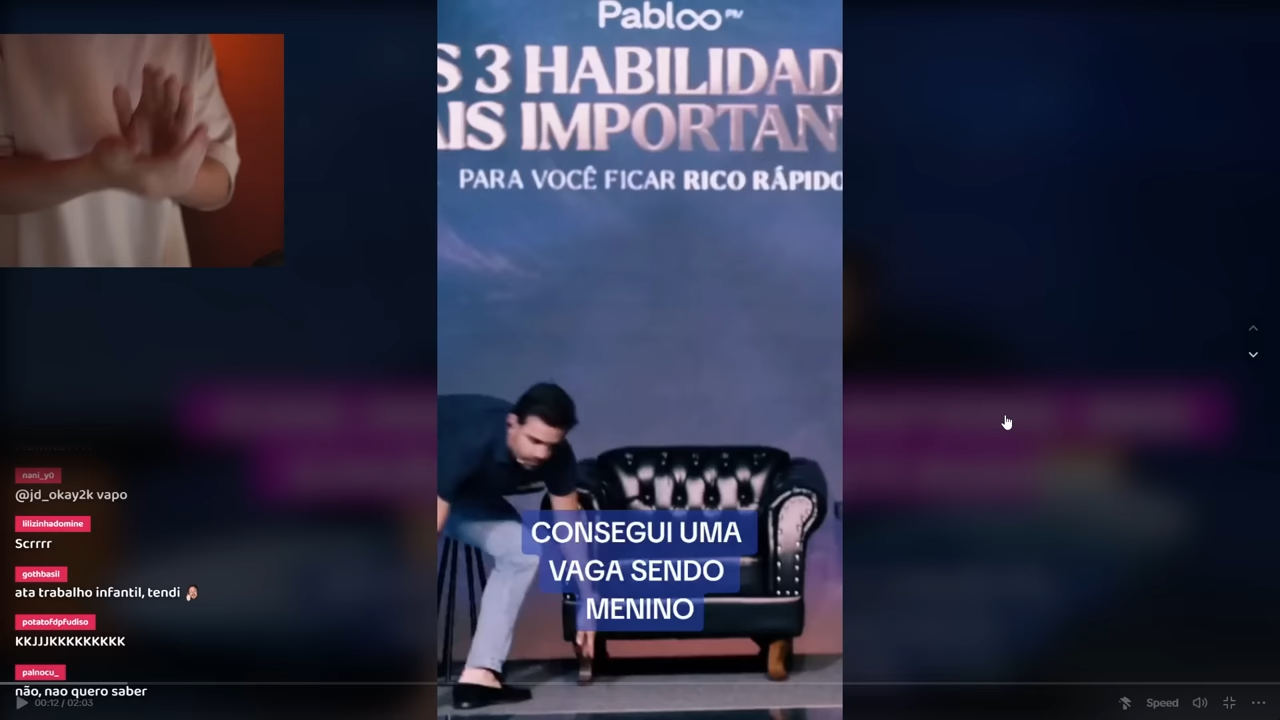 Pabloo
S 3 HABILIDAD
AIS IMPORTANT
PARA VOCÊ FICAR RICO RÁPIDO
CONSEGUI UMA
VAGA SENDO
MENINO
nani_y0
@jd_okay2k vapo
lilizinhadomine
Scrrrr
gothbasil
ata trabalho infantil, tendi
potatofdpfudiso
KKJJJKKKKKKKKK
palnocu_
não, nao quero saber
00:12 / 02:03
Speed